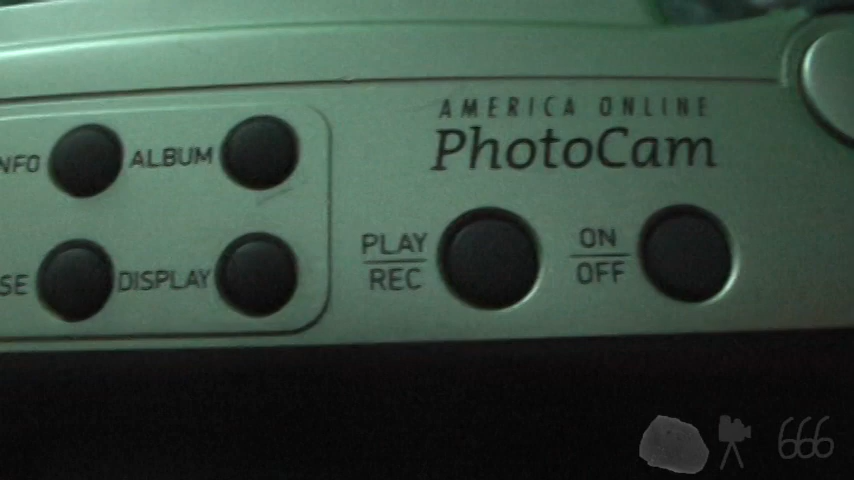 AMERICA ONLINE
PhotoCam
ALBUM
PLAY
REC
ON
OFF
DISPLAY
666